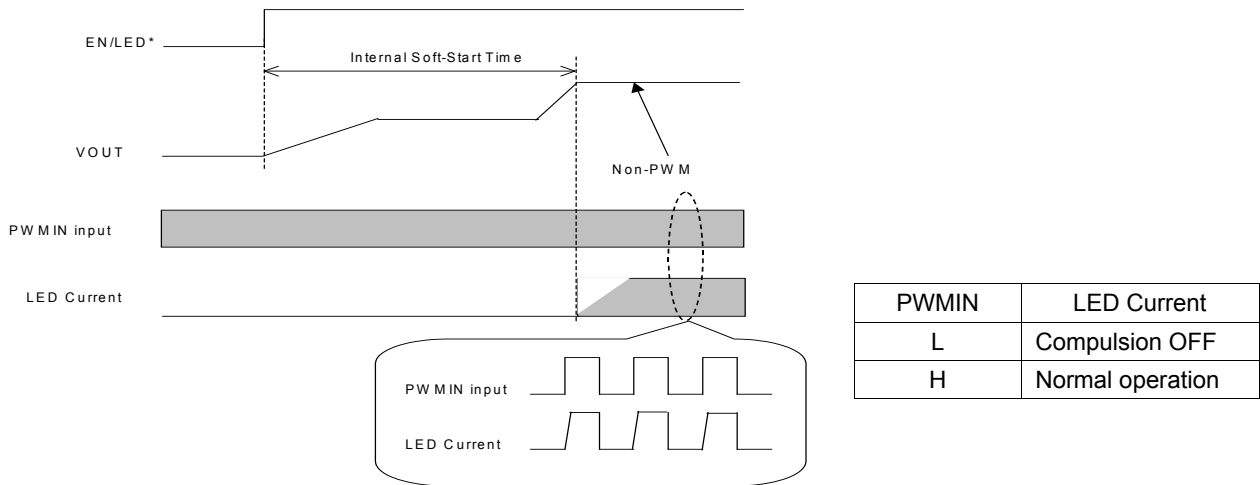 EN/LED*
Internal Soft-Start Time
VOUT
Non-PWM
PWMIN input
LED Current
PWMIN input
LED Current
PWMIN LED Current
L Compulsion OFF
H Normal operation